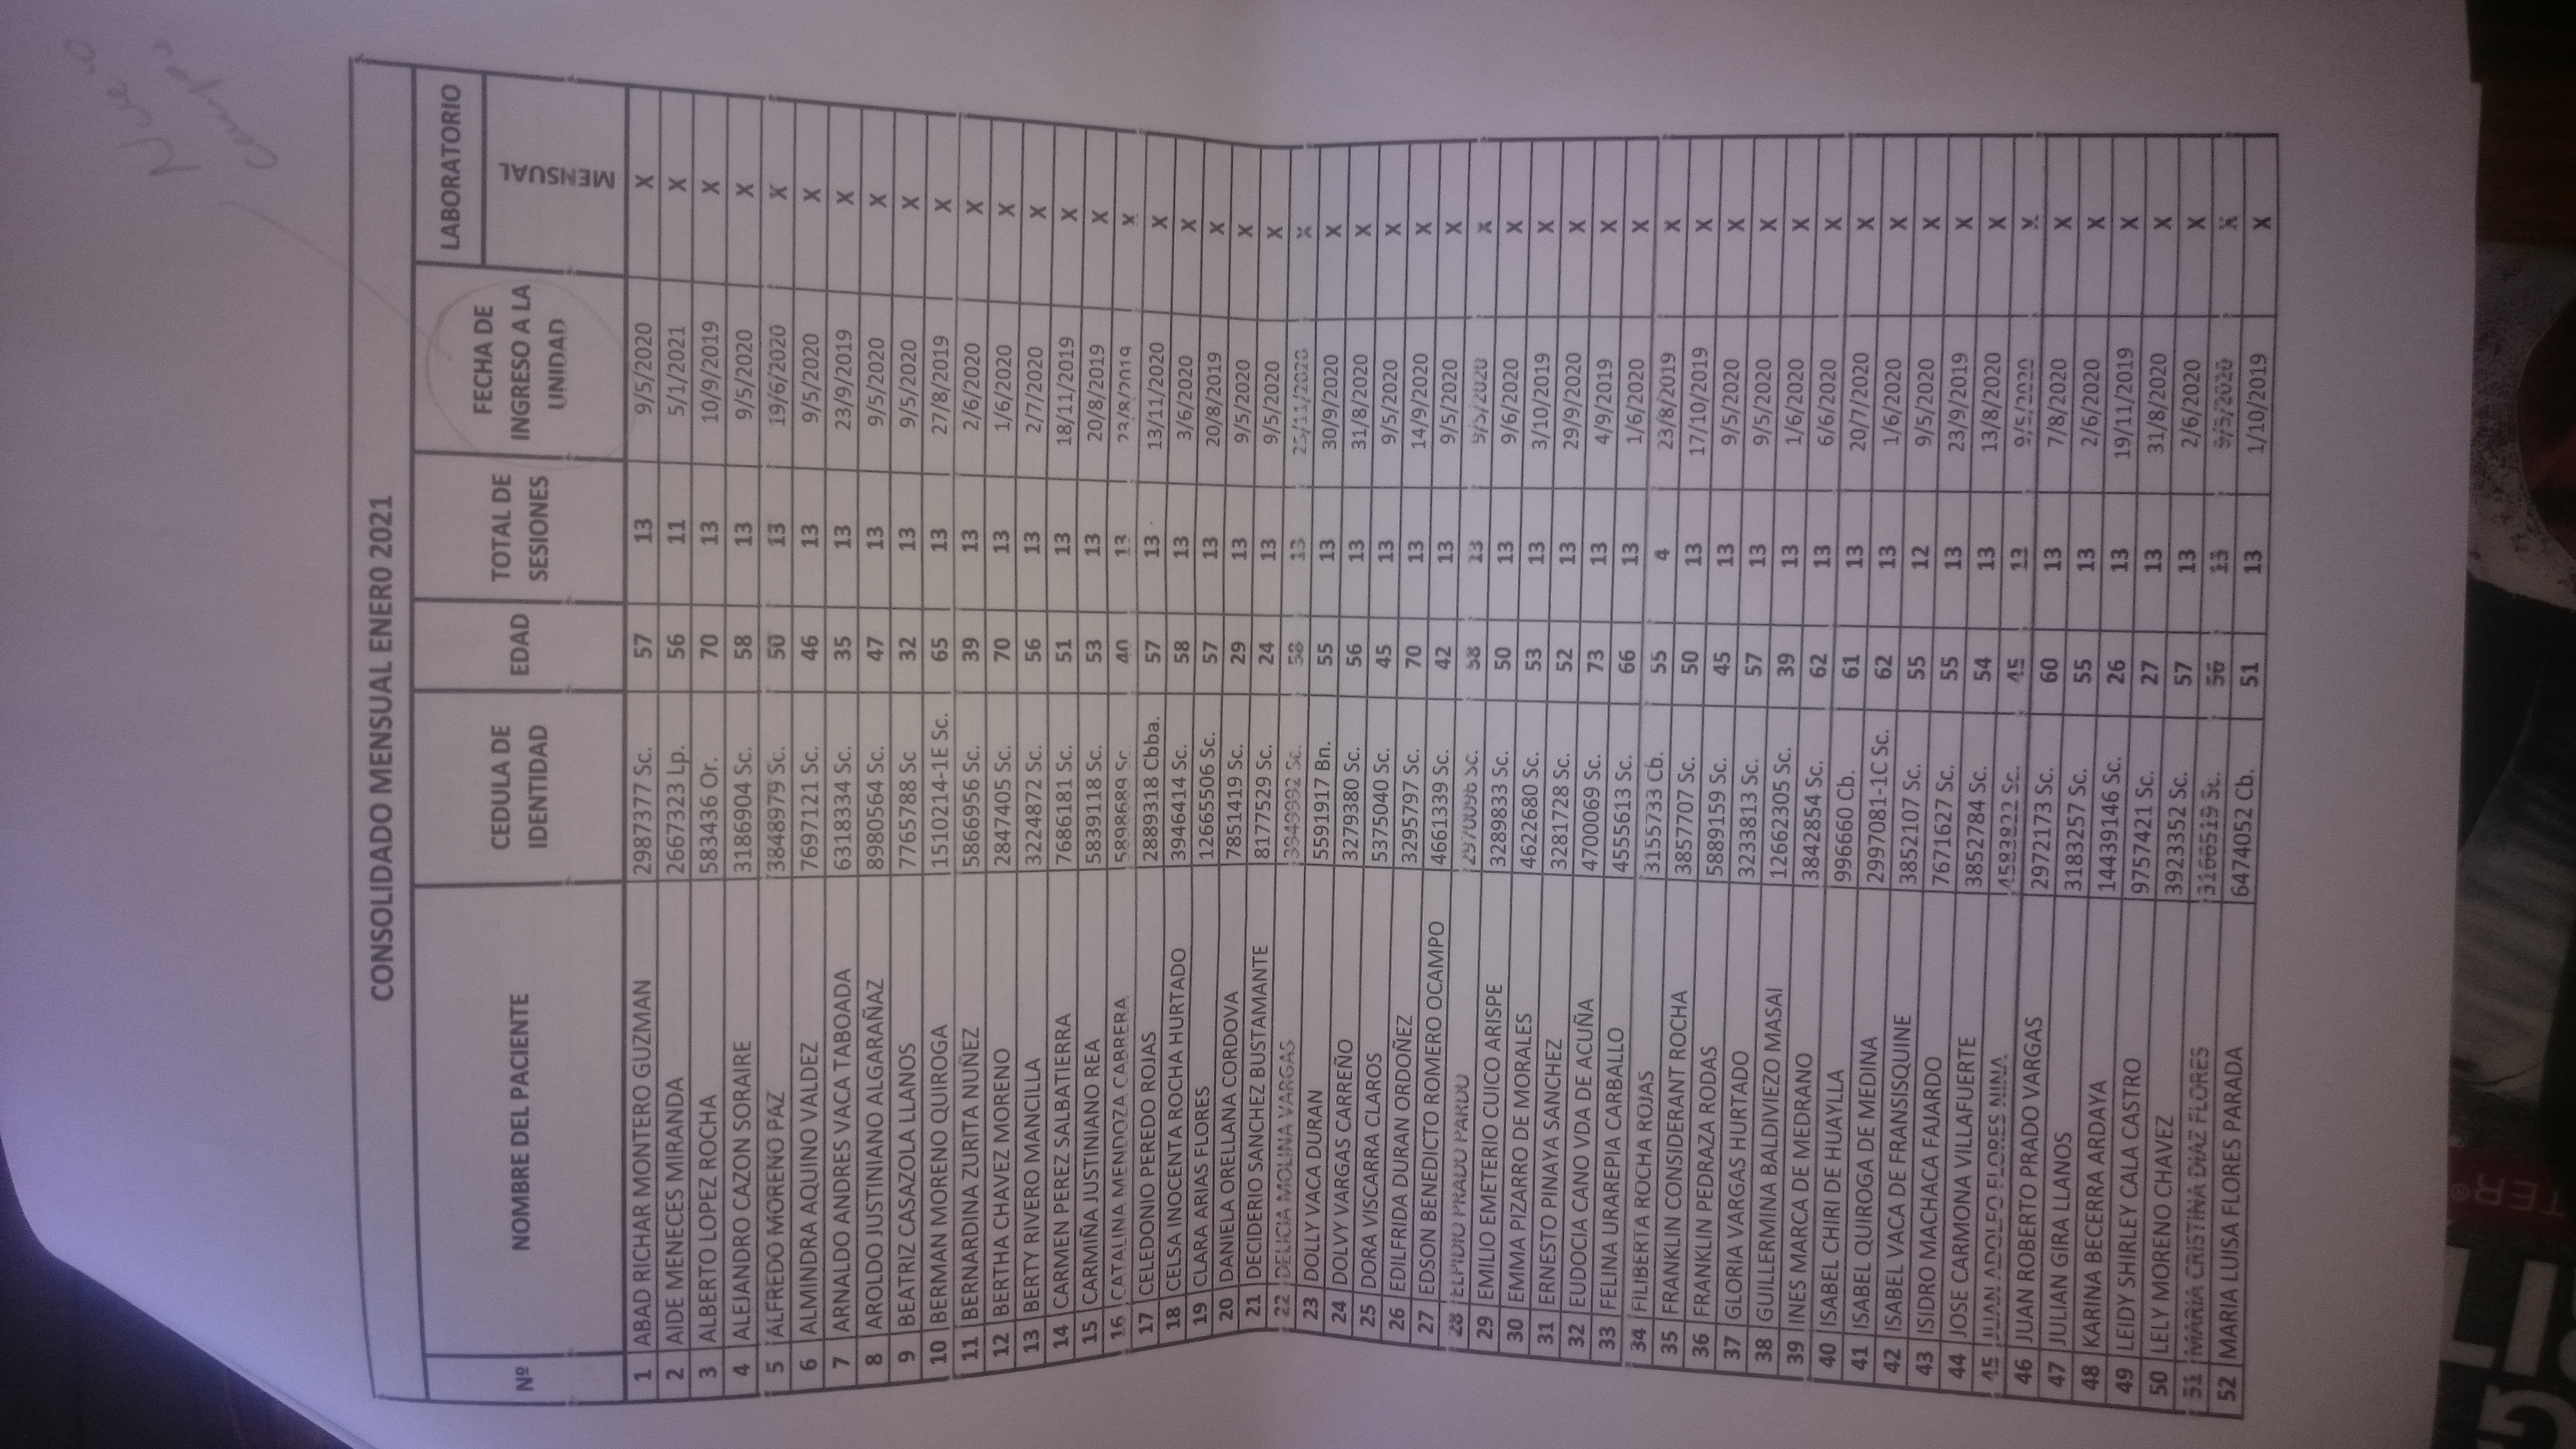 Nuevo
campo
CONSOLIDADO MENSUAL ENER0 2021
Nº NOMBRE DEL PACIENTE CEDULA DE IDENTIDAD EDAD TOTAL DE SESIONES FECHA DE INGRESO A LA UNIDAD LABORATORIO MENSUAL
1 ABAD RICHAR MONTERO GUZMAN 2987377 Sc. 57 13 9/5/2020 X
2 AIDE MENECES MIRANDA 2667323 Lp. 56 11 5/1/2021 X
3 ALBERTO LOPEZ ROCHA 583436 Or. 70 13 10/9/2019 X
4 ALEJANDRO CAZON SORAIRE 3186904 Sc. 58 13 9/5/2020 X
5 ALFREDO MORENO PAZ 3848979 Sc. 50 13 19/6/2020 X
6 ALMINDRA AQUINO VALDEZ 7697121 Sc. 46 13 9/5/2020 X
7 ARNALDO ANDRES VACA TABOADA 6318334 Sc. 35 13 23/9/2019 X
8 AROLDO JUSTINIANO ALGARAÑAZ 8980564 Sc. 47 13 9/5/2020 X
9 BEATRIZ CASAZOLA LLANOS 7765788 Sc 32 13 9/5/2020 X
10 BERMAN MORENO QUIROGA 1510214-1E Sc. 65 13 27/8/2019 X
11 BERNARDINA ZURITA NUÑEZ 5866956 Sc. 39 13 2/6/2020 X
12 BERTHA CHAVEZ MORENO 2847405 Sc. 70 13 1/6/2020 X
13 BERTY RIVERO MANCILLA 3224872 Sc. 56 13 2/7/2020 X
14 CARMEN PEREZ SALBATIERRA 7686181 Sc. 51 13 18/11/2019 X
15 CARMIÑA JUSTINIANO REA 5839118 Sc. 53 13 20/8/2019 X
16 CATALINA MENDOZA CABRERA 5898689 Sc. 40 13 23/8/2019 X
17 CELEDONIO PEREDO ROJAS 2889318 Cbba. 57 13 13/11/2020 X
18 CELSA INOCENTA ROCHA HURTADO 3946414 Sc. 58 13 3/6/2020 X
19 CLARA ARIAS FLORES 12665506 Sc. 57 13 20/8/2019 X
20 DANIELA ORELLANA CORDOVA 7851419 Sc. 29 13 9/5/2020 X
21 DECIDERIO SANCHEZ BUSTAMANTE 8177529 Sc. 24 13 9/5/2020 X
22 DELICIA MOLINA VARGAS 3949992 Sc. 58 13 25/11/2020 X
23 DOLLY VACA DURAN 5591917 Bn. 55 13 30/9/2020 X
24 DOLVY VARGAS CARREÑO 3279380 Sc. 56 13 31/8/2020 X
25 DORA VISCARRA CLAROS 5375040 Sc. 45 13 9/5/2020 X
26 EDILFRIDA DURAN ORDOÑEZ 3295797 Sc. 70 13 14/9/2020 X
27 EDSON BENEDICTO ROMERO OCAMPO 4661339 Sc. 42 13 9/5/2020 X
28 ELPIDIO PRADO PARDO 2970096 Sc. 58 13 9/5/2020 X
29 EMILIO EMETERIO CUICO ARISPE 3289833 Sc. 50 13 9/6/2020 X
30 EMMA PIZARRO DE MORALES 4622680 Sc. 53 13 3/10/2019 X
31 ERNESTO PINAYA SANCHEZ 3281728 Sc. 52 13 29/9/2020 X
32 EUDOCIA CANO VDA DE ACUÑA 4700069 Sc. 73 13 4/9/2019 X
33 FELINA URAREPIA CARBALLO 4555613 Sc. 66 13 1/6/2020 X
34 FILIBERTA ROCHA ROJAS 3155733 Cb. 55 4 23/8/2019 X
35 FRANKLIN CONSIDERANT ROCHA 3857707 Sc. 50 13 17/10/2019 X
36 FRANKLIN PEDRAZA RODAS 5889159 Sc. 45 13 9/5/2020 X
37 GLORIA VARGAS HURTADO 3233813 Sc. 57 13 9/5/2020 X
38 GUILLERMINA BALDIVIEZO MASAI 12662305 Sc. 39 13 1/6/2020 X
39 INES MARCA DE MEDRANO 3842854 Sc. 62 13 6/6/2020 X
40 ISABEL CHIRI DE HUAYLLA 996660 Cb. 61 13 20/7/2020 X
41 ISABEL QUIROGA DE MEDINA 2997081-1C Sc. 62 13 1/6/2020 X
42 ISABEL VACA DE FRANSISQUINE 3852107 Sc. 55 12 9/5/2020 X
43 ISIDRO MACHACA FAJARDO 7671627 Sc. 55 13 23/9/2019 X
44 JOSE CARMONA VILLAFUERTE 3852784 Sc. 54 13 13/8/2020 X
45 JUAN ADOLFO FLORES NINA 4583822 Sc. 45 13 9/5/2020 X
46 JUAN ROBERTO PRADO VARGAS 2972173 Sc. 60 13 7/8/2020 X
47 JULIAN GIRA LLANOS 3183257 Sc. 55 13 2/6/2020 X
48 KARINA BECERRA ARDAYA 14439146 Sc. 26 13 19/11/2019 X
49 LEIDY SHIRLEY CALA CASTRO 9757421 Sc. 27 13 31/8/2020 X
50 LELY MORENO CHAVEZ 3923352 Sc. 57 13 2/6/2020 X
51 MARIA CRISTINA DIAZ FLORES 3166519 Sc. 56 13 9/5/2020 X
52 MARIA LUISA FLORES PARADA 6474052 Cb. 51 13 1/10/2019 X